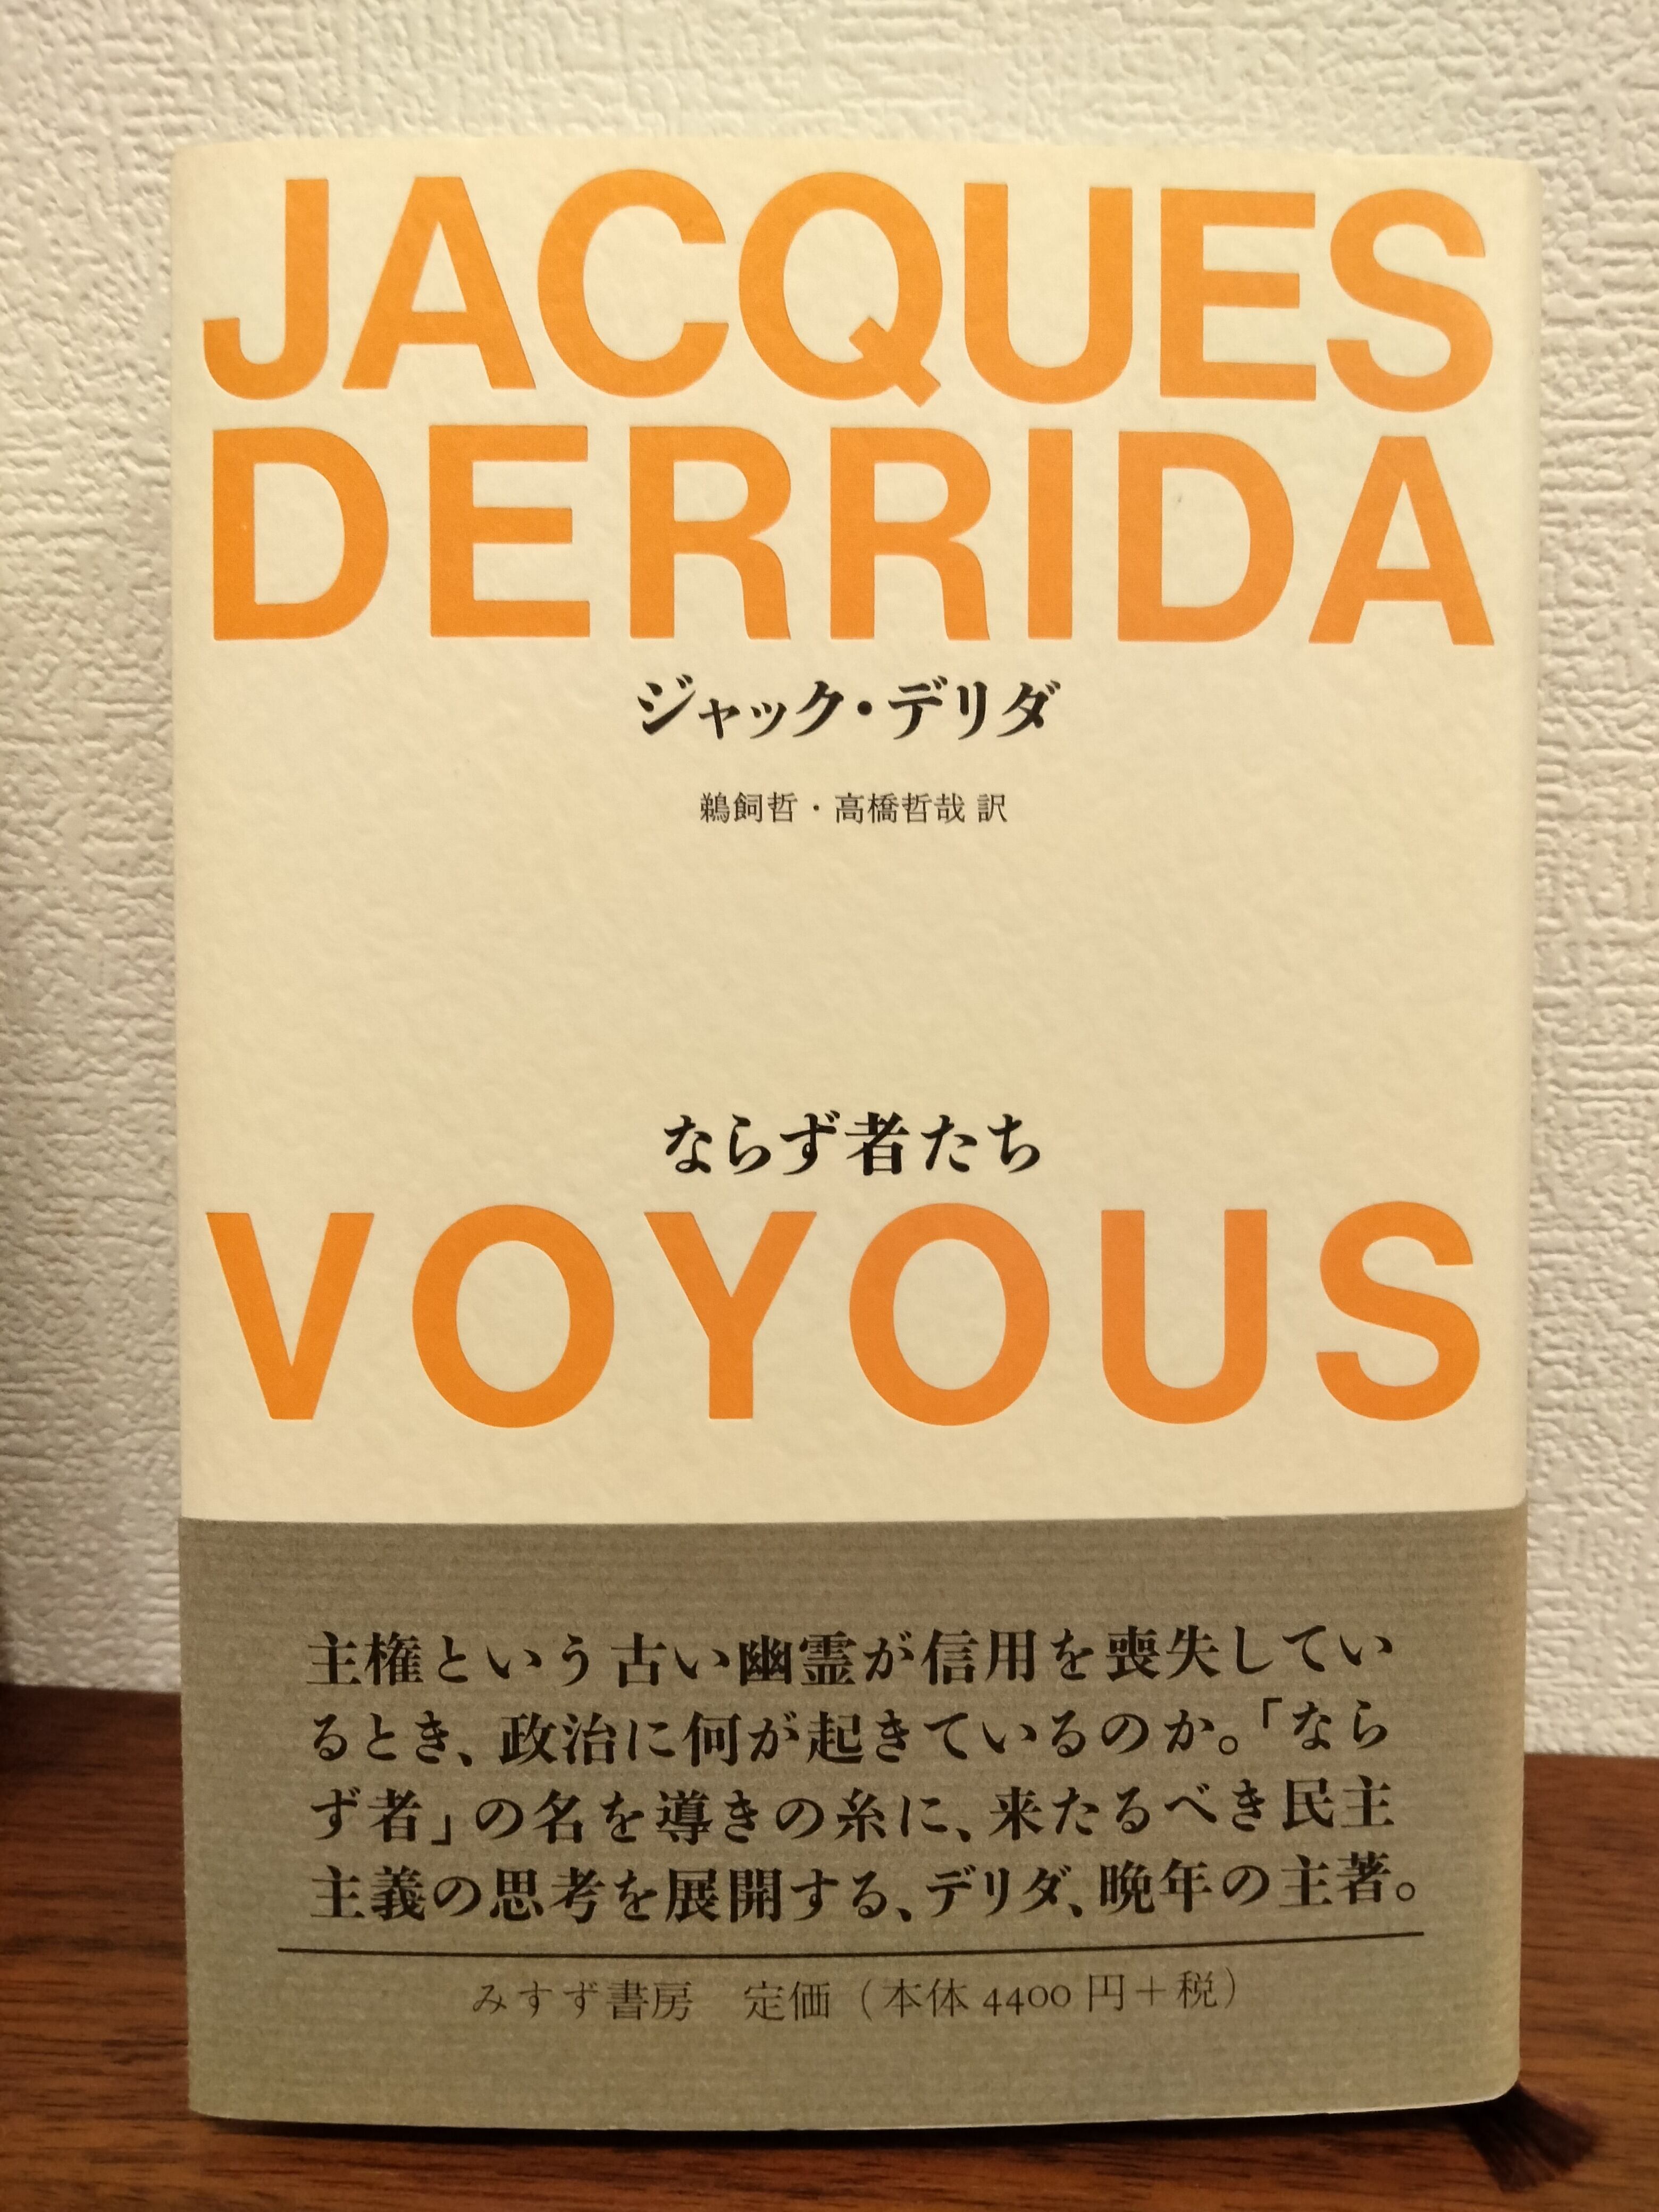 JACQUES
DERRIDA
ジャック・デリダ
鵜飼哲・高橋哲哉 訳
ならず者たち
VOYOUS
主権という古い幽霊が信用を喪失してい
るとき、政治に何が起きているのか。「なら
ず者」の名を導きの糸に、来たるべき民主
主義の思考を展開する、デリダ、晩年の主著。
みすず書房　定価（本体 4400 円＋税）